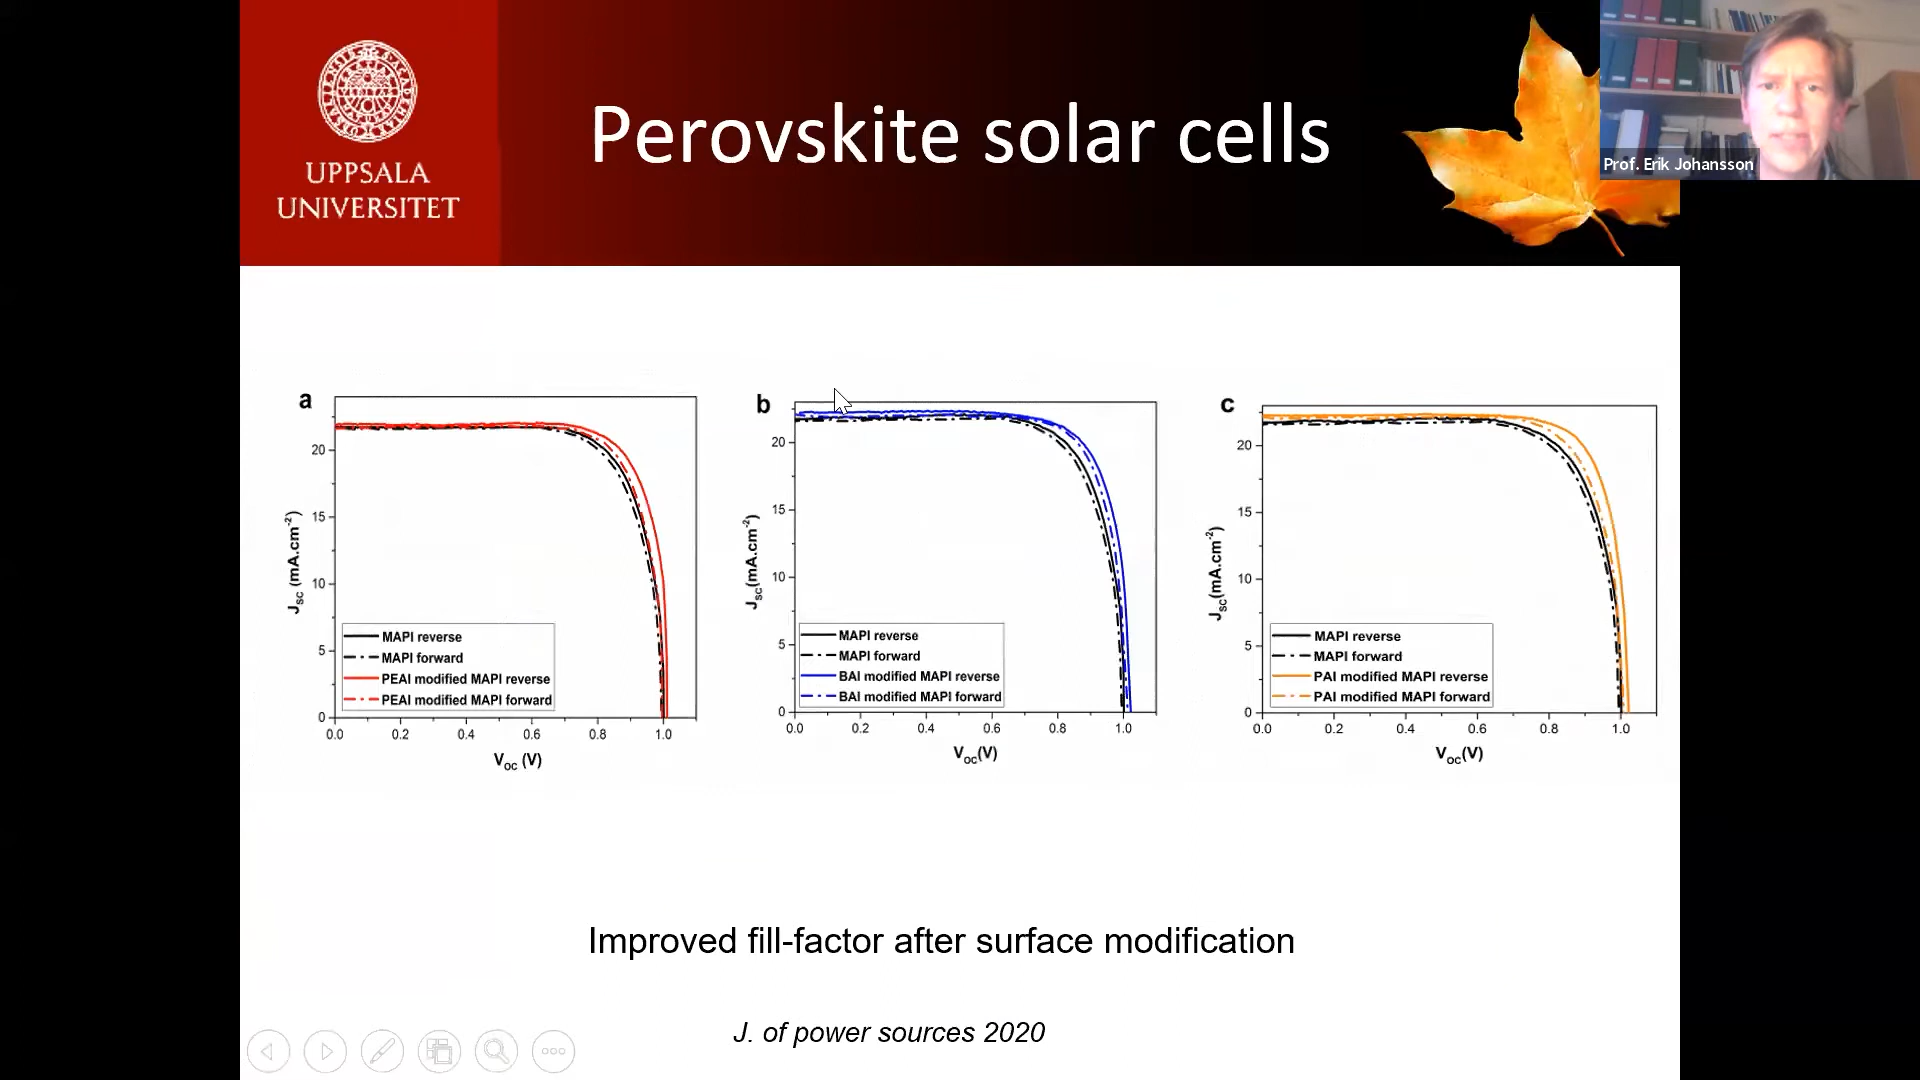 UPPSALA
UNIVERSITET
Perovskite solar cells
Prof. Erik Johansson
a
20
15
10
5
0
J_SC (mA.cm^-2)
MAPI reverse
MAPI forward
PEAI modified MAPI reverse
PEAI modified MAPI forward
0.0 0.2 0.4 0.6 0.8 1.0
V_OC (V)
b
20
15
10
5
0
J_sc(mA.cm^-2)
MAPI reverse
MAPI forward
BAI modified MAPI reverse
BAI modified MAPI forward
0.0 0.2 0.4 0.6 0.8 1.0
V_oc(V)
c
20
15
10
5
0
J_sc(mA.cm^-2)
MAPI reverse
MAPI forward
PAI modified MAPI reverse
PAI modified MAPI forward
0.0 0.2 0.4 0.6 0.8 1.0
V_oc(V)
Improved fill-factor after surface modification
J. of power sources 2020